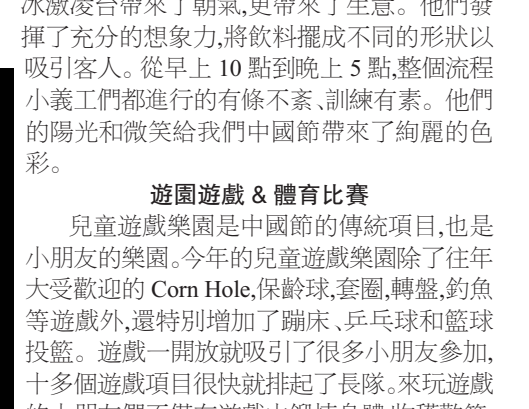 冰激凌台帶來了朝氣,更帶來了生意。他們發
揮了充分的想象力,將飲料擺成不同的形狀以
吸引客人。從早上 10 點到晚上 5 點,整個流程
小義工們都進行的有條不紊、訓練有素。他們
的陽光和微笑給我們中國節帶來了絢麗的色
彩。
遊園遊戲 & 體育比賽
兒童遊戲樂園是中國節的傳統項目,也是
小朋友的樂園。今年的兒童遊戲樂園除了往年
大受歡迎的 Corn Hole,保齡球,套圈,轉盤,釣魚
等遊戲外,還特別增加了蹦床、乒乓球和籃球
投籃。遊戲一開放就吸引了很多小朋友參加,
十多個遊戲項目很快就排起了長隊。來玩遊戲